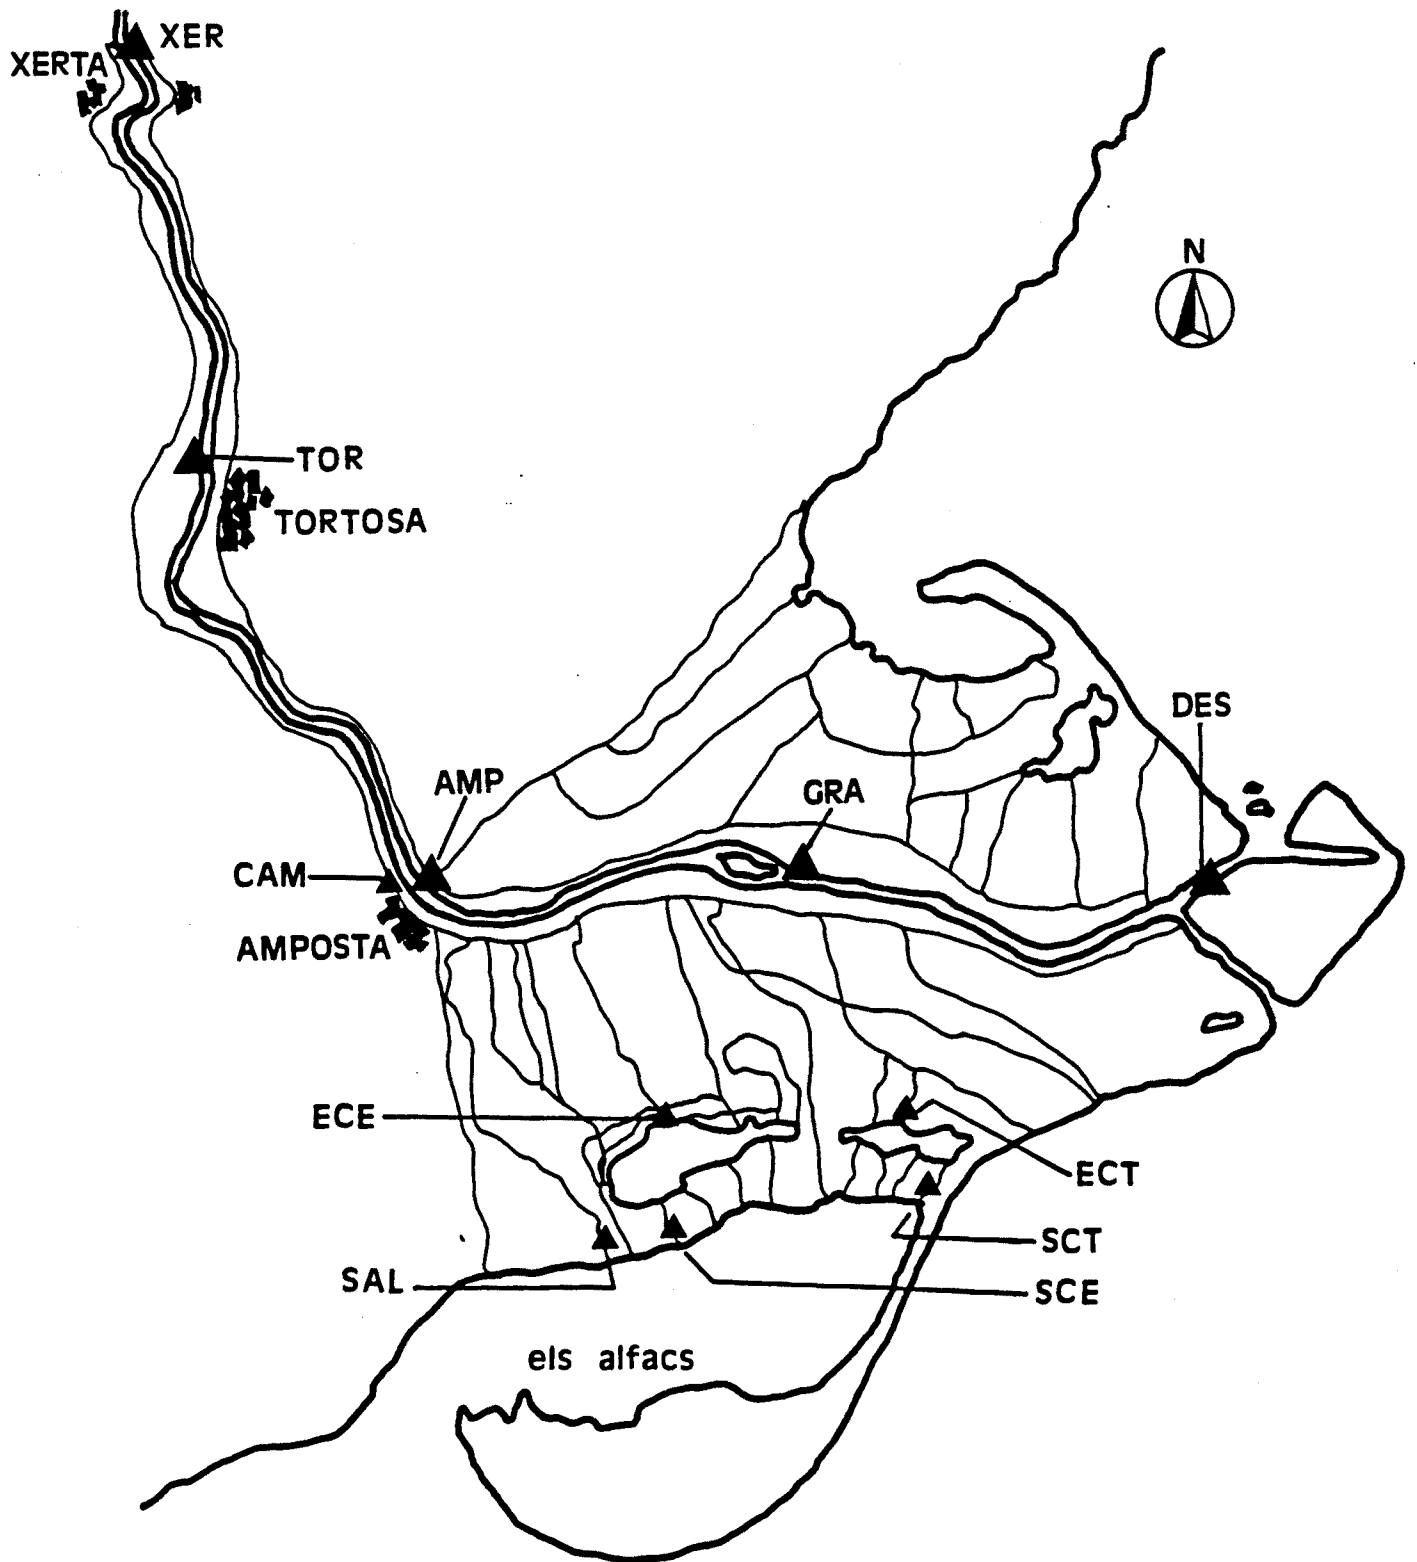 XER
XERTA
N
TOR
TORTOSA
DES
AMP
GRA
CAM
AMPOSTA
ECE
ECT
SCT
SAL
SCE
els alfacs